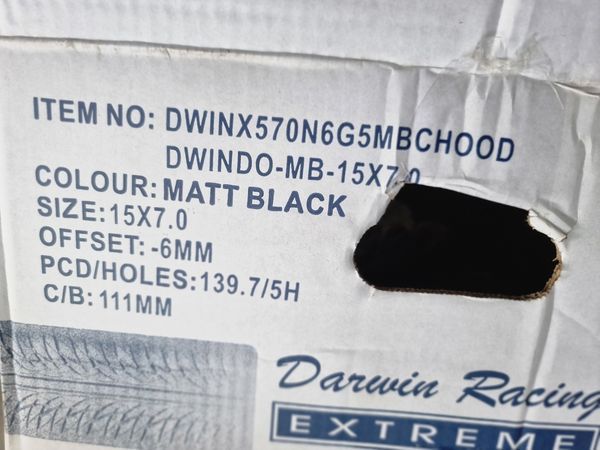 ITEM NO: DWINX570N6G5MBCHOOD
DWINDO-MB-15X7.0
COLOUR: MATT BLACK
SIZE:15X7.0
OFFSET: -6MM
PCD/HOLES:139.7/5H
C/B: 111MM
Darwin Racing
EXTREME